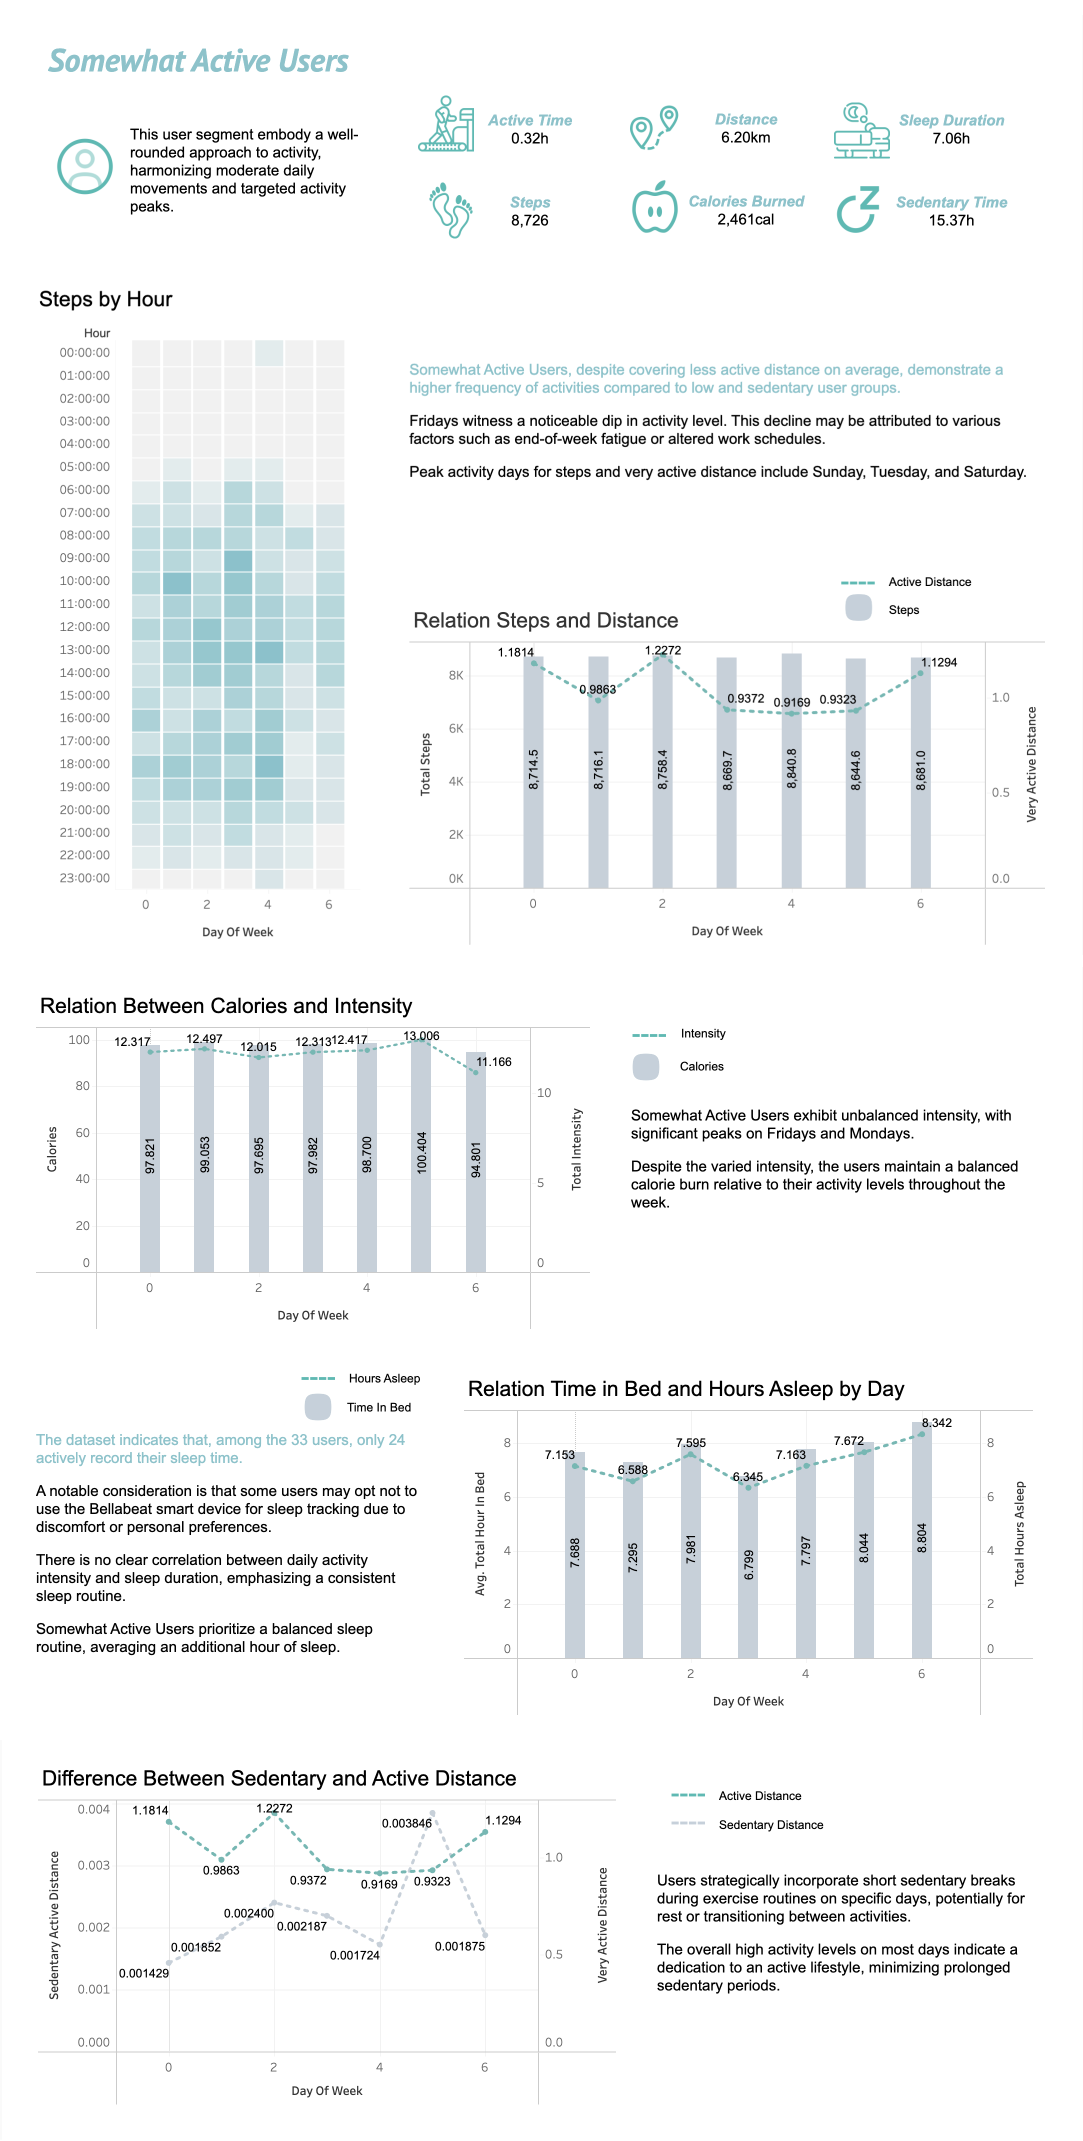 Somewhat Active Users
This user segment embody a well-
rounded approach to activity,
harmonizing moderate daily
movements and targeted activity
peaks.
Active Time
0.32h
Distance
6.20km
Sleep Duration
7.06h
Steps
8,726
Calories Burned
2,461cal
Sedentary Time
15.37h
Steps by Hour
Hour
00:00:00
01:00:00
02:00:00
03:00:00
04:00:00
05:00:00
06:00:00
07:00:00
08:00:00
09:00:00
10:00:00
11:00:00
12:00:00
13:00:00
14:00:00
15:00:00
16:00:00
17:00:00
18:00:00
19:00:00
20:00:00
21:00:00
22:00:00
23:00:00
0 2 4 6
Day Of Week
Somewhat Active Users, despite covering less active distance on average, demonstrate a
higher frequency of activities compared to low and sedentary user groups.
Fridays witness a noticeable dip in activity level. This decline may be attributed to various
factors such as end-of-week fatigue or altered work schedules.
Peak activity days for steps and very active distance include Sunday, Tuesday, and Saturday.
Active Distance
Steps
Relation Steps and Distance
1.1814 0.9863 1.2272 0.9372 0.9169 0.9323 1.1294
8K
6K
4K
2K
0K
Total Steps
8,714.5 8,716.1 8,758.4 8,669.7 8,840.8 8,644.6 8,681.0
1.0
0.5
0.0
Very Active Distance
0 2 4 6
Day Of Week
Relation Between Calories and Intensity
12.317 12.497 12.015 12.313 12.417 13.006 11.166
100
80
60
40
20
0
Calories
97.821 99.053 97.695 97.982 98.700 100.404 94.801
10
5
0
Total Intensity
0 2 4 6
Day Of Week
Intensity
Calories
Somewhat Active Users exhibit unbalanced intensity, with
significant peaks on Fridays and Mondays.
Despite the varied intensity, the users maintain a balanced
calorie burn relative to their activity levels throughout the
week.
Hours Asleep
Time In Bed
The dataset indicates that, among the 33 users, only 24
actively record their sleep time.
A notable consideration is that some users may opt not to
use the Bellabeat smart device for sleep tracking due to
discomfort or personal preferences.
There is no clear correlation between daily activity
intensity and sleep duration, emphasizing a consistent
sleep routine.
Somewhat Active Users prioritize a balanced sleep
routine, averaging an additional hour of sleep.
Relation Time in Bed and Hours Asleep by Day
7.153 6.588 7.595 6.345 7.163 7.672 8.342
8
6
4
2
0
Avg. Total Hour In Bed
7.688 7.295 7.981 6.799 7.797 8.044 8.804
8
6
4
2
0
Total Hours Asleep
0 2 4 6
Day Of Week
Difference Between Sedentary and Active Distance
0.004
0.003
0.002
0.001
0.000
Sedentary Active Distance
1.1814 0.9863 1.2272 0.9372 0.9169 0.9323 1.1294
0.001429 0.001852 0.002400 0.002187 0.001724 0.003846 0.001875
1.0
0.5
0.0
Very Active Distance
0 2 4 6
Day Of Week
Active Distance
Sedentary Distance
Users strategically incorporate short sedentary breaks
during exercise routines on specific days, potentially for
rest or transitioning between activities.
The overall high activity levels on most days indicate a
dedication to an active lifestyle, minimizing prolonged
sedentary periods.